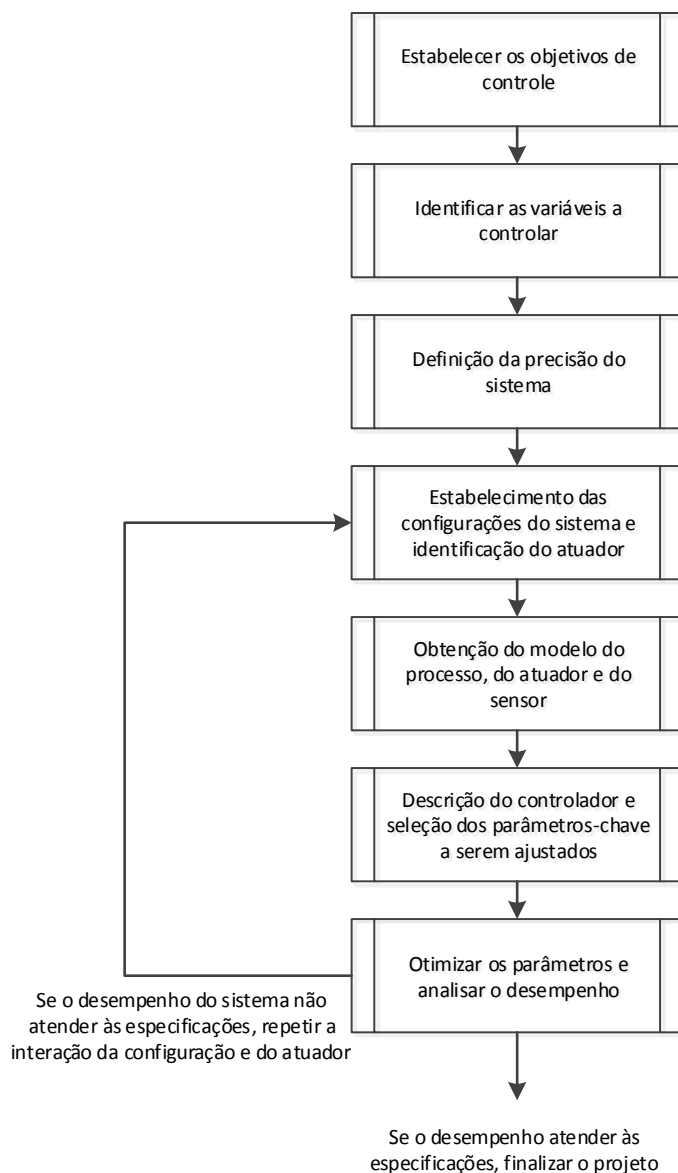 Estabelecer os objetivos de
controle
Identificar as variáveis a
controlar
Definição da precisão do
sistema
Estabelecimento das
configurações do sistema e
identificação do atuador
Obtenção do modelo do
processo, do atuador e do
sensor
Descrição do controlador e
seleção dos parâmetros-chave
a serem ajustados
Otimizar os parâmetros e
analisar o desempenho
Se o desempenho do sistema não
atender às especificações, repetir a
interação da configuração e do atuador
Se o desempenho atender às
especificações, finalizar o projeto